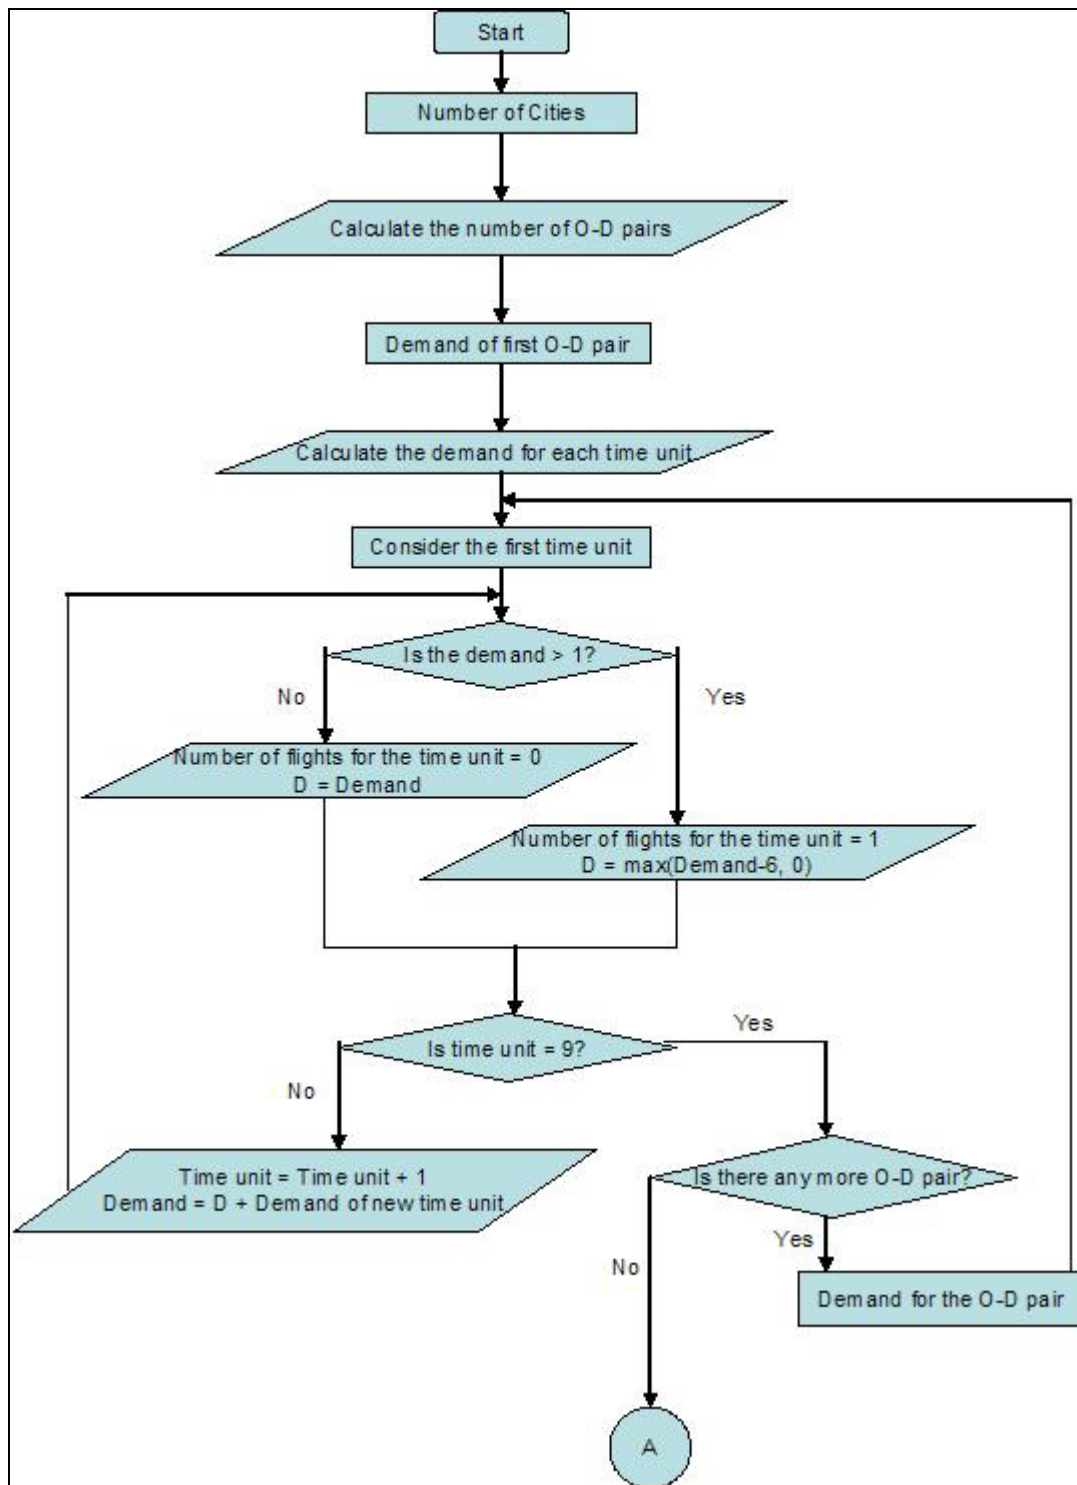 Start
Number of Cities
Calculate the number of O-D pairs
Demand of first O-D pair
Calculate the demand for each time unit
Consider the first time unit
Is the demand > 1?
No
Yes
Number of flights for the time unit = 0
D = Demand
Number of flights for the time unit = 1
D = max(Demand-6, 0)
Is time unit = 9?
Yes
No
Time unit = Time unit + 1
Demand = D + Demand of new time unit
Is there any more O-D pair?
Yes
No
Demand for the O-D pair
A